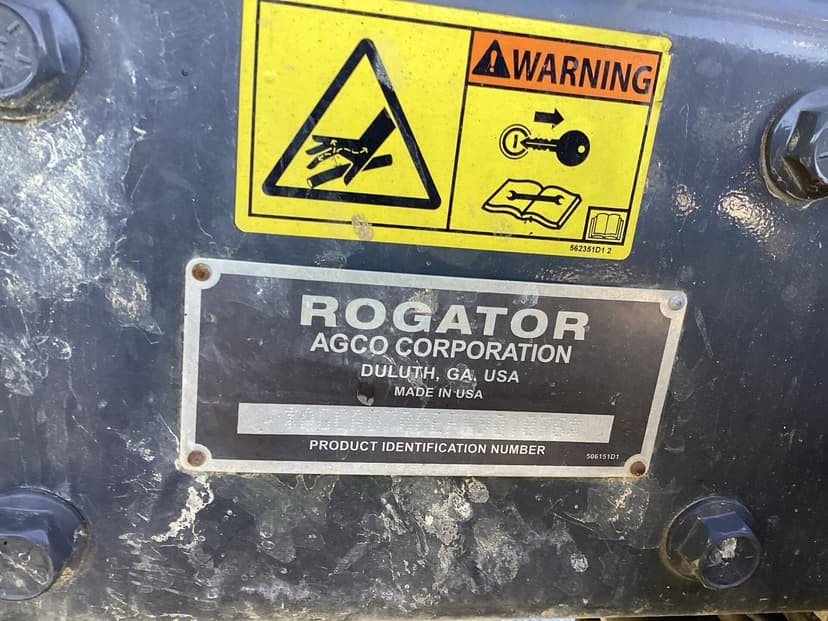 WARNING
562351D1 2
ROGATOR
AGCO CORPORATION
DULUTH, GA, USA
MADE IN USA
PRODUCT IDENTIFICATION NUMBER
506151D1